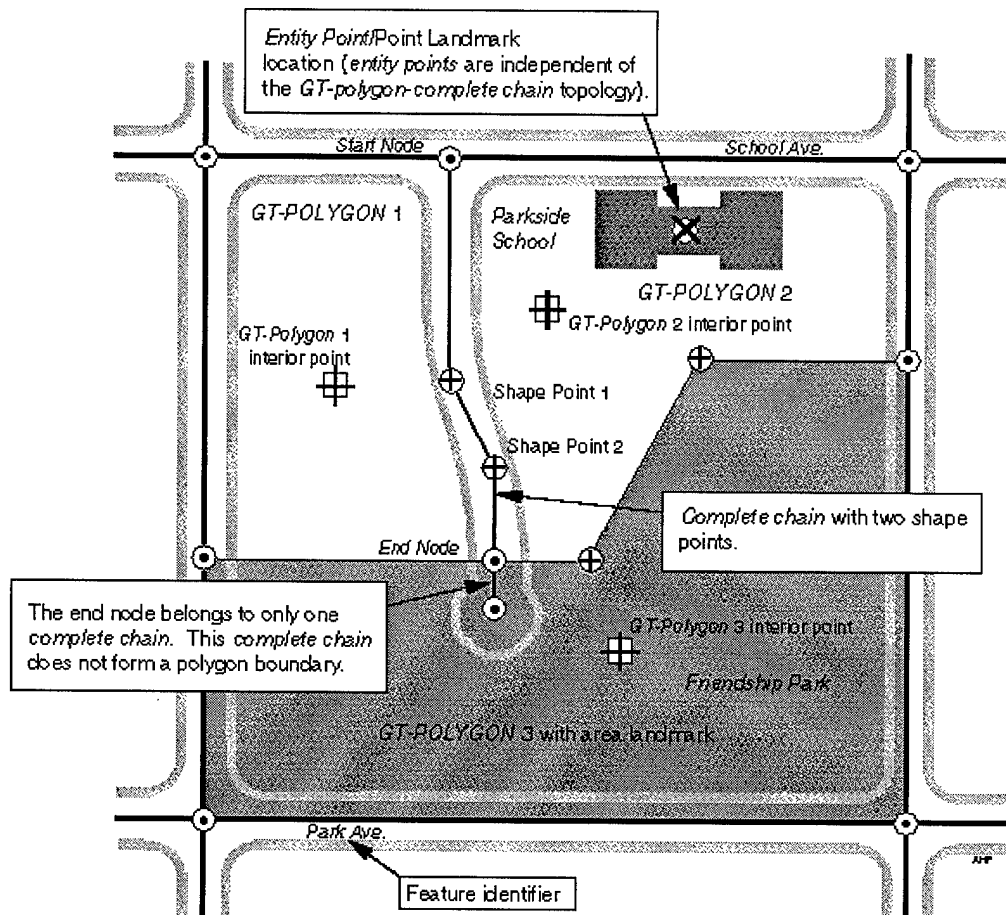 Entity Point/Point Landmark
location (entity points are independent of
the GT-polygon-complete chain topology).
Start Node
School Ave.
GT-POLYGON 1
Parkside
School
GT-POLYGON 2
GT-Polygon 2 interior point
GT-Polygon 1
interior point
Shape Point 1
Shape Point 2
Complete chain with two shape
points.
End Node
The end node belongs to only one
complete chain. This complete chain
does not form a polygon boundary.
GT-Polygon 3 interior point
Friendship Park
GT-POLYGON 3 with area landmark
Park Ave.
Feature identifier